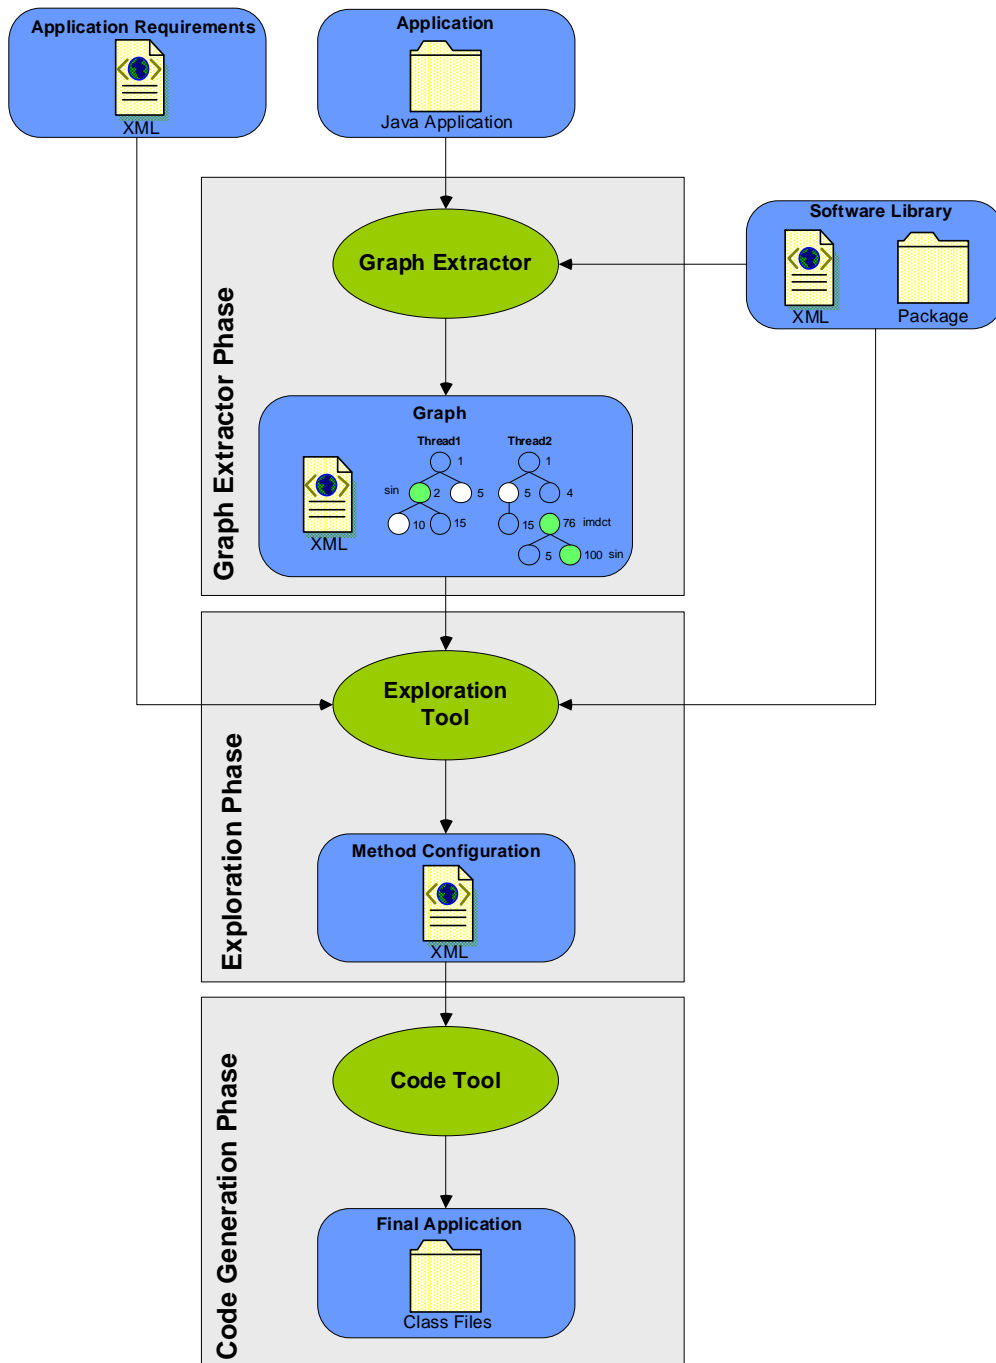 Application Requirements
XML
Application
Java Application
Software Library
XML
Package
Graph Extractor Phase
Graph Extractor
Graph
XML
Thread1
1
sin
2
5
10
15
Thread2
1
5
4
15
76
imdct
5
100
sin
Exploration Phase
Exploration
Tool
Method Configuration
XML
Code Generation Phase
Code Tool
Final Application
Class Files